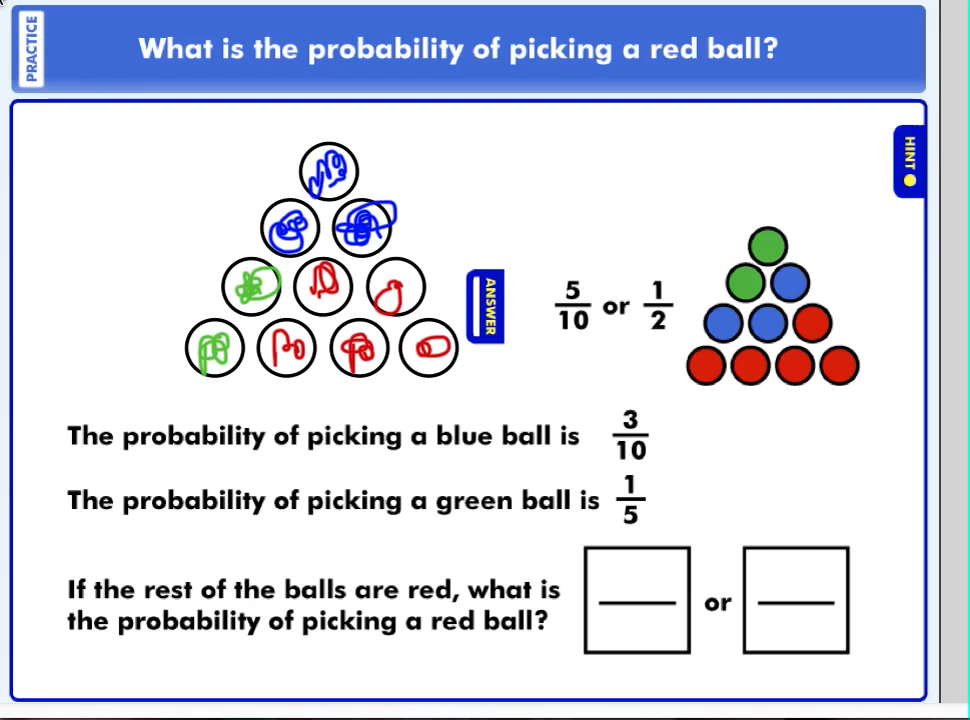 PRACTICE
What is the probability of picking a red ball?
HINT
ANSWER
5/10 or 1/2
The probability of picking a blue ball is 3/10
The probability of picking a green ball is 1/5
If the rest of the balls are red, what is
the probability of picking a red ball?
or